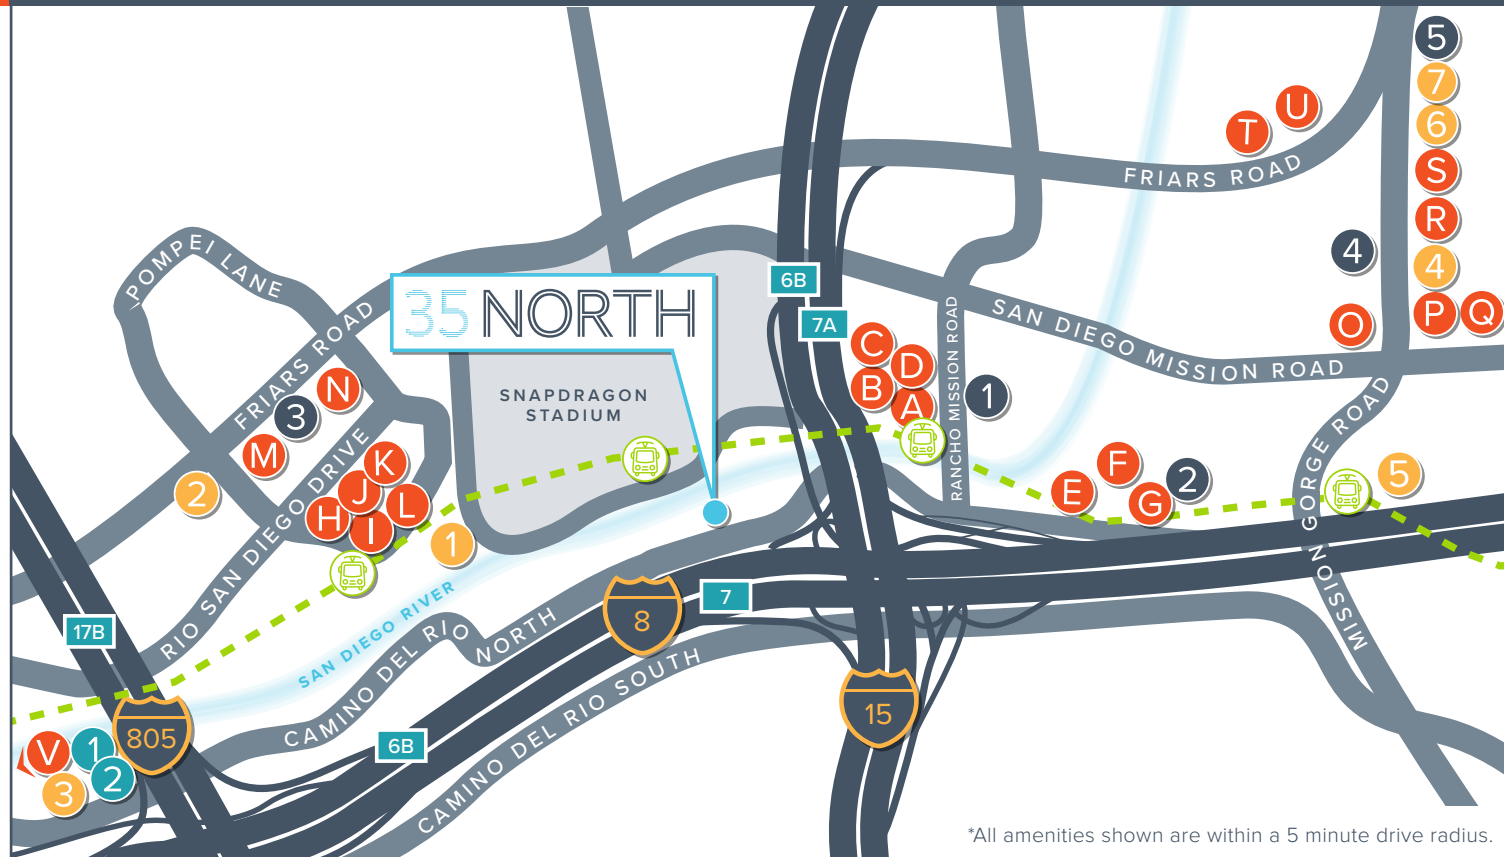 5
7
6
U
T
S
FRIARS ROAD
R
4
4
POMPEI LANE
6B
35 NORTH
7A
SAN DIEGO MISSION ROAD
P
Q
O
C
D
B
A
RANCHO MISSION ROAD
1
FRIARS ROAD
N
3
M
SNAPDRAGON
STADIUM
GORGE ROAD
MISSION
K
J
L
H
I
2
1
F
E
G
2
5
RIO SAN DIEGO DRIVE
SAN DIEGO RIVER
7
8
17B
CAMINO DEL RIO NORTH
CAMINO DEL RIO SOUTH
15
805
6B
V
1
2
3
*All amenities shown are within a 5 minute drive radius.